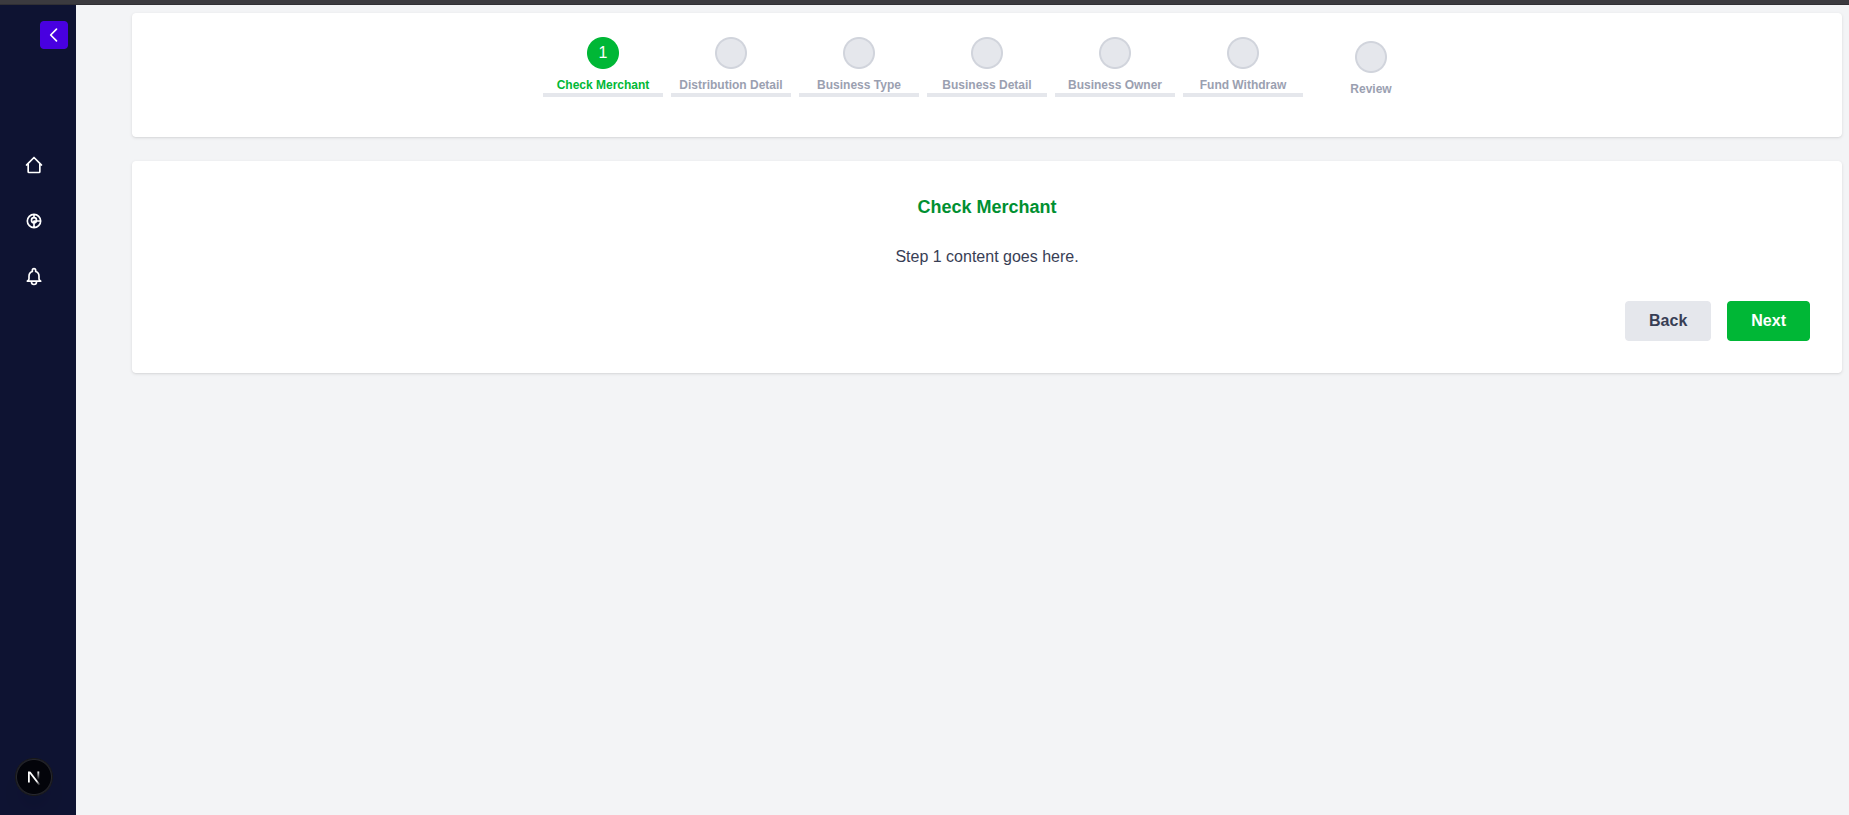 1
Check Merchant
Distribution Detail
Business Type
Business Detail
Business Owner
Fund Withdraw
Review
Check Merchant
Step 1 content goes here.
Back
Next
N